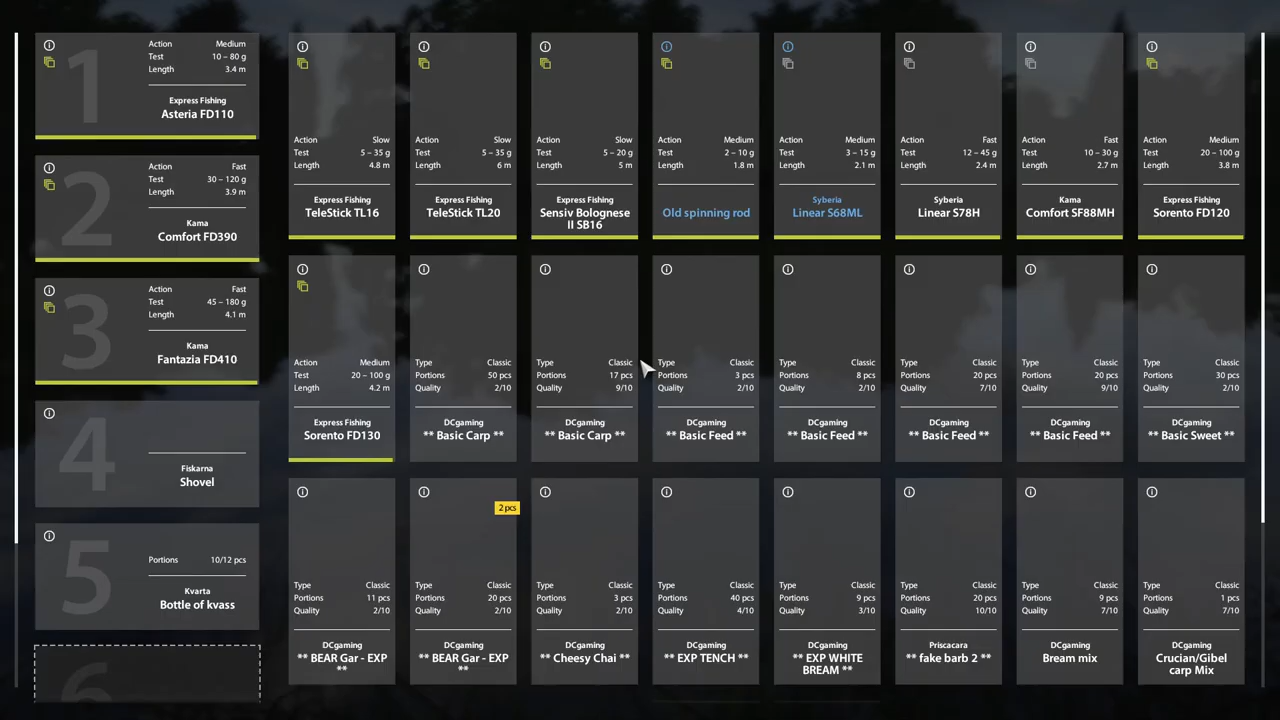 1
Action Medium
Test 10 – 80 g
Length 3.4 m
Express Fishing
Asteria FD110
2
Action Fast
Test 30 – 120 g
Length 3.9 m
Kama
Comfort FD390
3
Action Fast
Test 45 – 180 g
Length 4.1 m
Kama
Fantazia FD410
4
Fiskarna
Shovel
5
Portions 10/12 pcs
Kvarta
Bottle of kvass
6
Action Slow
Test 5 – 35 g
Length 4.8 m
Express Fishing
TeleStick TL16
Action Slow
Test 5 – 35 g
Length 6 m
Express Fishing
TeleStick TL20
Action Slow
Test 5 – 20 g
Length 5 m
Express Fishing
Sensiv Bolognese
II SB16
Action Medium
Test 2 – 10 g
Length 1.8 m
Old spinning rod
Action Medium
Test 3 – 15 g
Length 2.1 m
Syberia
Linear S68ML
Action Fast
Test 12 – 45 g
Length 2.4 m
Syberia
Linear S78H
Action Fast
Test 10 – 30 g
Length 2.7 m
Kama
Comfort SF88MH
Action Medium
Test 20 – 100 g
Length 3.8 m
Express Fishing
Sorento FD120
Action Medium
Test 20 – 100 g
Length 4.2 m
Express Fishing
Sorento FD130
Type Classic
Portions 50 pcs
Quality 2/10
DCgaming
** Basic Carp **
Type Classic
Portions 17 pcs
Quality 9/10
DCgaming
** Basic Carp **
Type Classic
Portions 3 pcs
Quality 2/10
DCgaming
** Basic Feed **
Type Classic
Portions 8 pcs
Quality 2/10
DCgaming
** Basic Feed **
Type Classic
Portions 20 pcs
Quality 7/10
DCgaming
** Basic Feed **
Type Classic
Portions 20 pcs
Quality 9/10
DCgaming
** Basic Feed **
Type Classic
Portions 30 pcs
Quality 2/10
DCgaming
** Basic Sweet **
Type Classic
Portions 11 pcs
Quality 2/10
DCgaming
** BEAR Gar - EXP
**
2 pcs
Type Classic
Portions 20 pcs
Quality 2/10
DCgaming
** BEAR Gar - EXP
**
Type Classic
Portions 3 pcs
Quality 2/10
DCgaming
** Cheesy Chai **
Type Classic
Portions 40 pcs
Quality 4/10
DCgaming
** EXP TENCH **
Type Classic
Portions 9 pcs
Quality 3/10
DCgaming
** EXP WHITE
BREAM **
Type Classic
Portions 20 pcs
Quality 10/10
Priscacara
** fake barb 2 **
Type Classic
Portions 9 pcs
Quality 7/10
DCgaming
Bream mix
Type Classic
Portions 1 pcs
Quality 7/10
DCgaming
Crucian/Gibel
carp Mix